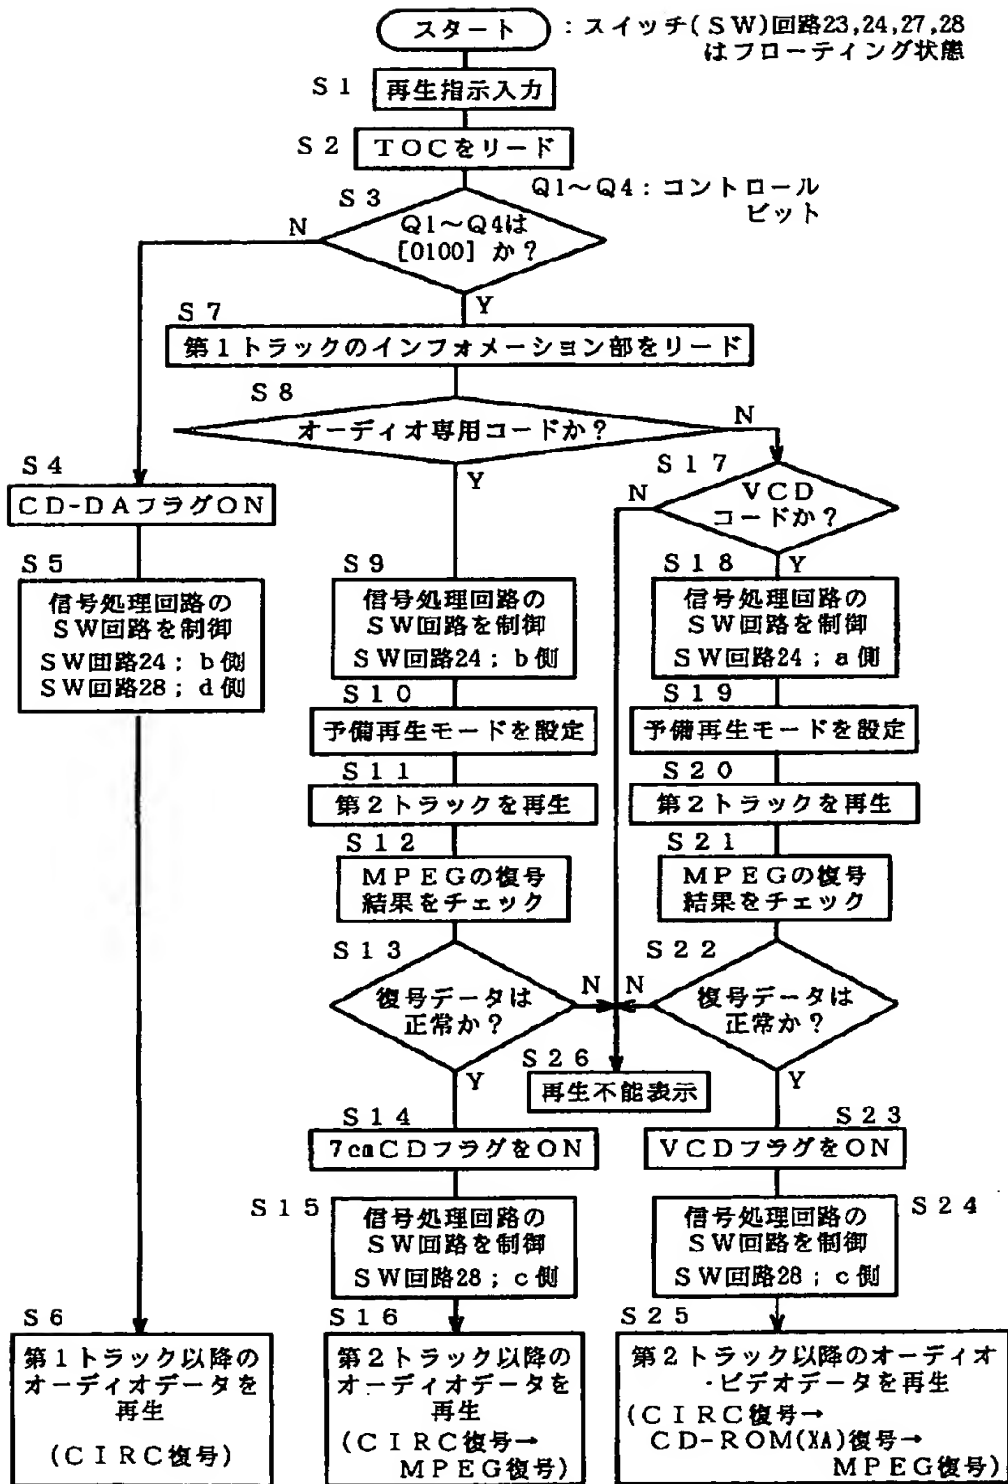 スタート
：スイッチ(SW)回路23,24,27,28
はフローティング状態
S1
再生指示入力
S2
TOCをリード
S3
Q1～Q4：コントロール
ビット
Q1～Q4は
[0100]か？
N
Y
S7
第1トラックのインフォメーション部をリード
S8
オーディオ専用コードか？
N
Y
S4
CD-DAフラグON
S17
VCD
コードか？
N
Y
S5
信号処理回路の
SW回路を制御
SW回路24；b側
SW回路28；d側
S9
信号処理回路の
SW回路を制御
SW回路24；b側
S18
信号処理回路の
SW回路を制御
SW回路24；a側
S10
予備再生モードを設定
S19
予備再生モードを設定
S11
第2トラックを再生
S20
第2トラックを再生
S12
MPEGの復号
結果をチェック
S21
MPEGの復号
結果をチェック
S13
復号データは
正常か？
N
Y
S22
復号データは
正常か？
N
Y
S26
再生不能表示
S14
7cmCDフラグをON
S23
VCDフラグをON
S15
信号処理回路の
SW回路を制御
SW回路28；c側
S24
信号処理回路の
SW回路を制御
SW回路28；c側
S6
第1トラック以降の
オーディオデータを
再生
(CIRC復号)
S16
第2トラック以降の
オーディオデータを
再生
(CIRC復号→
MPEG復号)
S25
第2トラック以降のオーディオ
・ビデオデータを再生
(CIRC復号→
CD-ROM(XA)復号→
MPEG復号)